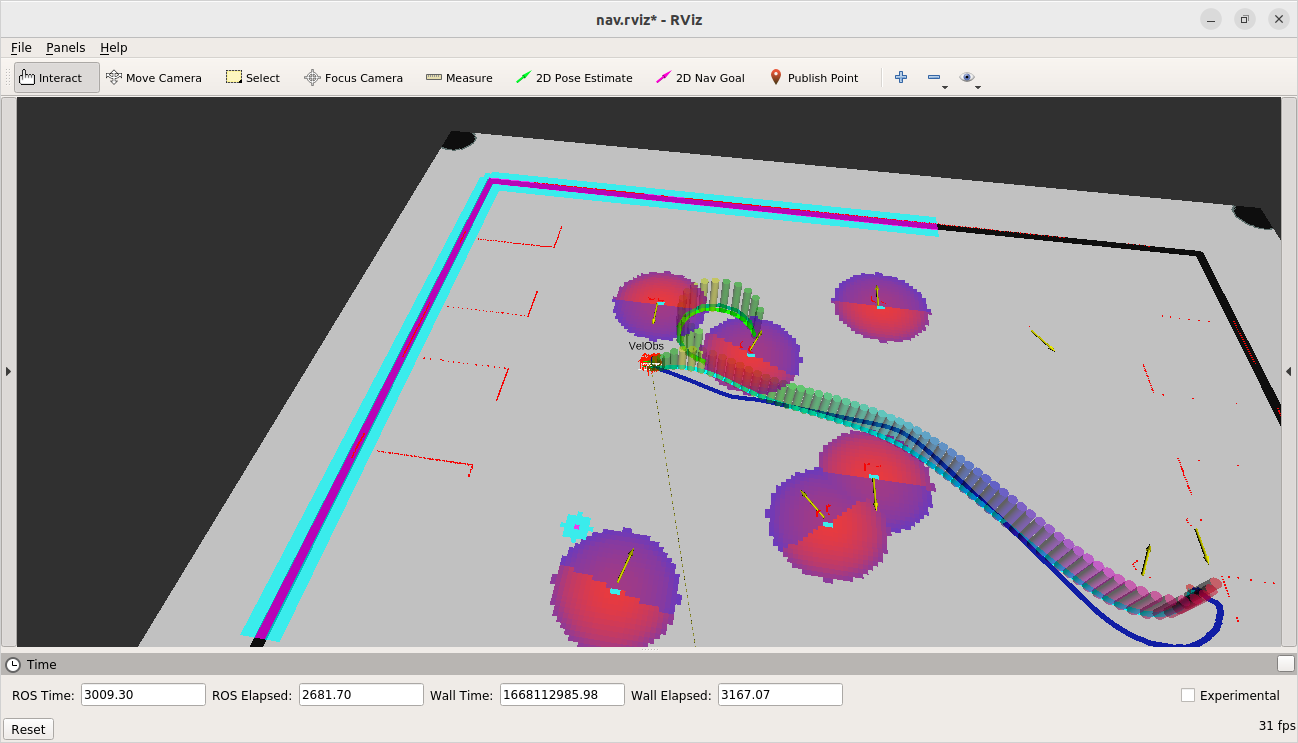 nav.rviz* - RViz
File Panels Help
Interact Move Camera Select Focus Camera Measure 2D Pose Estimate 2D Nav Goal Publish Point
VelObs
Time
ROS Time: 3009.30 ROS Elapsed: 2681.70 Wall Time: 1668112985.98 Wall Elapsed: 3167.07 Experimental
Reset 31 fps